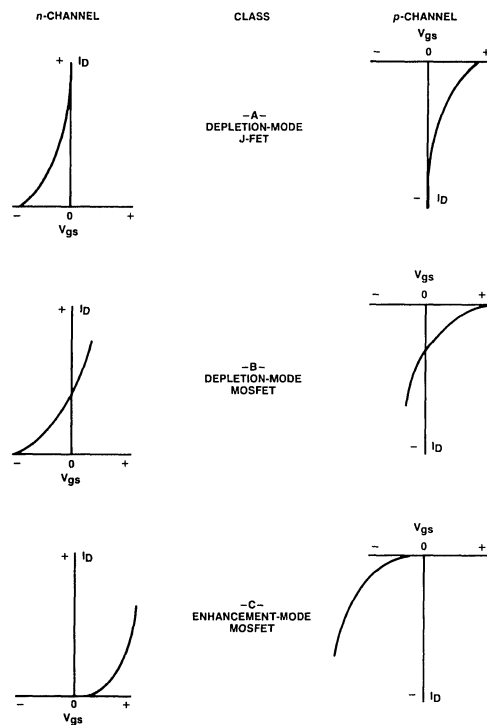 n-CHANNEL CLASS p-CHANNEL
+ ID
- 0 +
Vgs
–A–
DEPLETION-MODE
J-FET
Vgs
- 0 +
- ID
+ ID
- 0 +
Vgs
–B–
DEPLETION-MODE
MOSFET
Vgs
- 0 +
- ID
+ ID
- 0 +
Vgs
–C–
ENHANCEMENT-MODE
MOSFET
Vgs
- 0 +
- ID